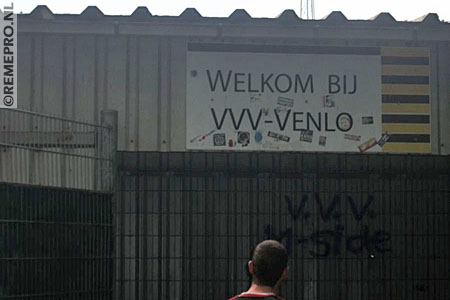 © REMEPRO.NL
WELKOM BIJ
VVV-VENLO
V.V.V.
-side